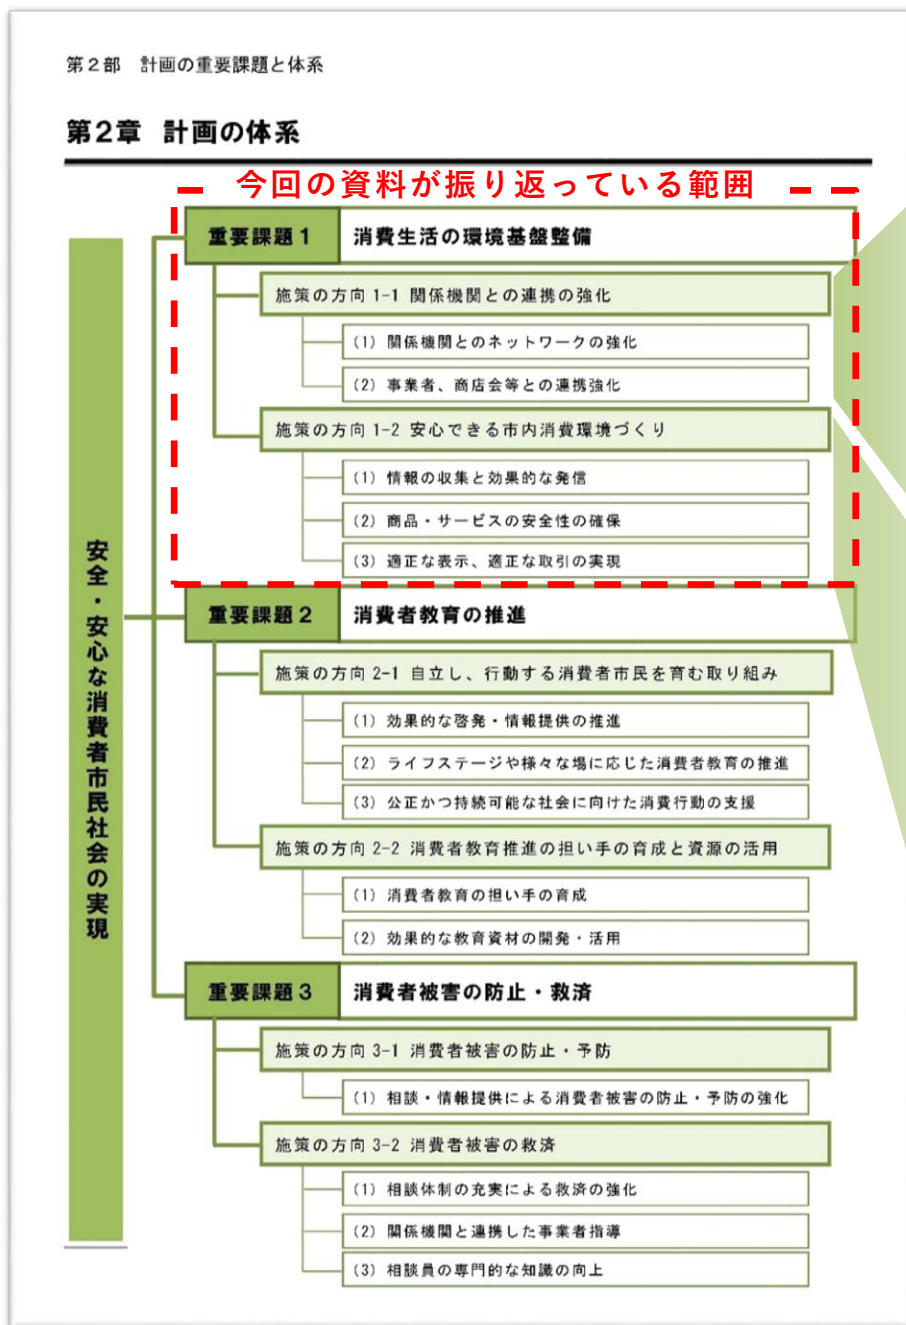 第２部　計画の重要課題と体系
第２章　計画の体系
今回の資料が振り返っている範囲
安全・安心な消費者市民社会の実現
重要課題１　消費生活の環境基盤整備
施策の方向 1-1 関係機関との連携の強化
(1) 関係機関とのネットワークの強化
(2) 事業者、商店会等との連携強化
施策の方向 1-2 安心できる市内消費環境づくり
(1) 情報の収集と効果的な発信
(2) 商品・サービスの安全性の確保
(3) 適正な表示、適正な取引の実現
重要課題２　消費者教育の推進
施策の方向 2-1 自立し、行動する消費者市民を育む取り組み
(1) 効果的な啓発・情報提供の推進
(2) ライフステージや様々な場に応じた消費者教育の推進
(3) 公正かつ持続可能な社会に向けた消費行動の支援
施策の方向 2-2 消費者教育推進の担い手の育成と資源の活用
(1) 消費者教育の担い手の育成
(2) 効果的な教育資材の開発・活用
重要課題３　消費者被害の防止・救済
施策の方向 3-1 消費者被害の防止・予防
(1) 相談・情報提供による消費者被害の防止・予防の強化
施策の方向 3-2 消費者被害の救済
(1) 相談体制の充実による救済の強化
(2) 関係機関と連携した事業者指導
(3) 相談員の専門的な知識の向上